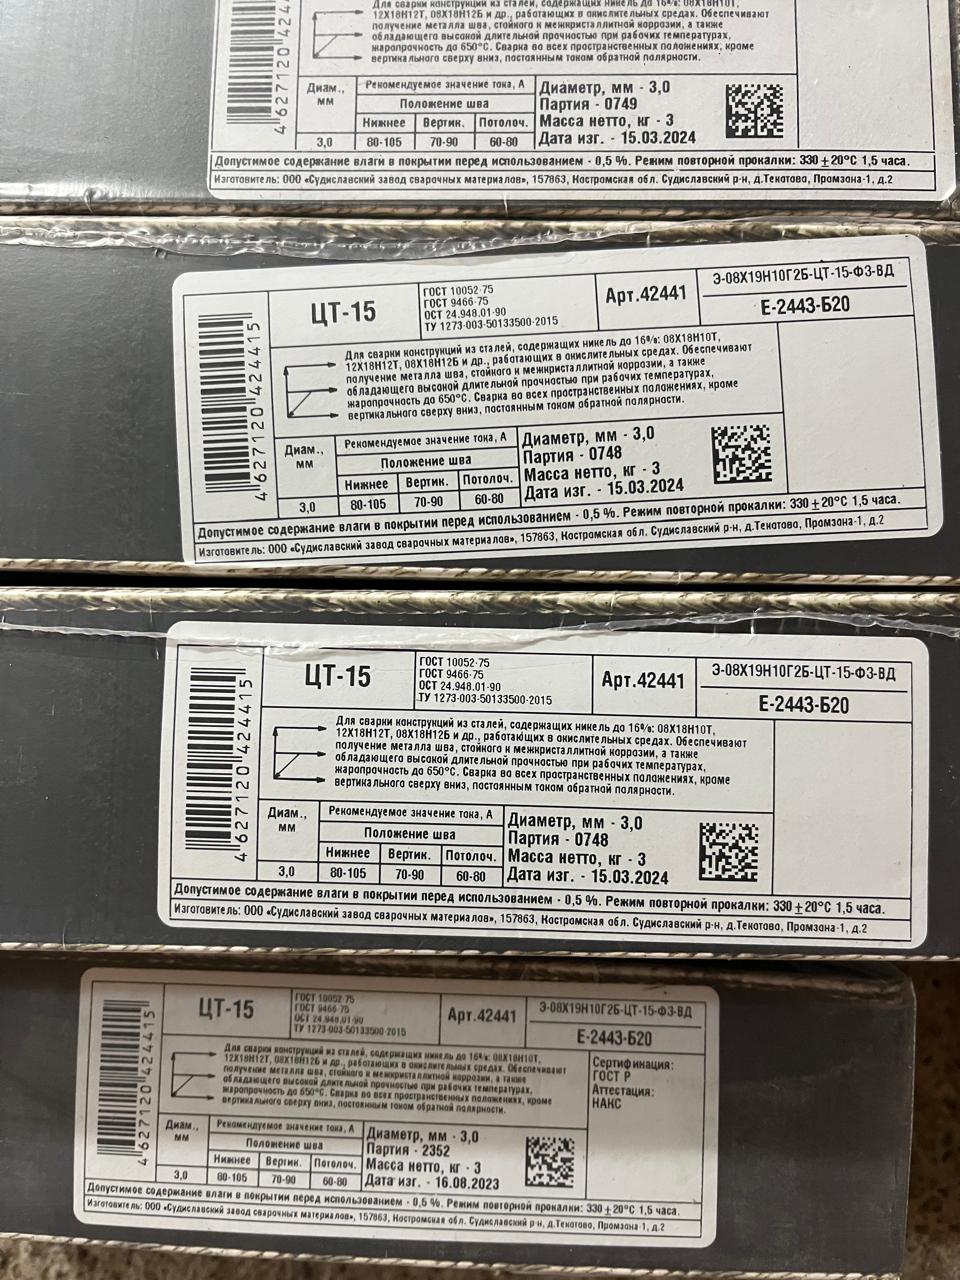 Для сварки конструкций из сталей, содержащих никель до 16%: 08Х18Н10Т,
12Х18Н12Т, 08Х18Н12Б и др., работающих в окислительных средах. Обеспечивают
получение металла шва, стойкого к межкристаллитной коррозии, а также
обладающего высокой длительной прочностью при рабочих температурах,
жаропрочность до 650°С. Сварка во всех пространственных положениях, кроме
вертикального сверху вниз, постоянным током обратной полярности.
Диам., мм
Рекомендуемое значение тока, А
Положение шва
Нижнее Вертик. Потолоч.
3,0 80-105 70-90 60-80
Диаметр, мм - 3,0
Партия - 0749
Масса нетто, кг - 3
Дата изг. - 15.03.2024
Допустимое содержание влаги в покрытии перед использованием - 0,5 %. Режим повторной прокалки: 330±20°С 1,5 часа.
Изготовитель: ООО «Судиславский завод сварочных материалов», 157863, Костромская обл. Судиславский р-н, д.Текотово, Промзона-1, д.2
4 627120 424415
ЦТ-15
ГОСТ 10052-75
ГОСТ 9466-75
ОСТ 24.948.01-90
ТУ 1273-003-50133500-2015
Арт.42441
Э-08Х19Н10Г2Б-ЦТ-15-Ф3-ВД
Е-2443-Б20
Для сварки конструкций из сталей, содержащих никель до 16%: 08Х18Н10Т,
12Х18Н12Т, 08Х18Н12Б и др., работающих в окислительных средах. Обеспечивают
получение металла шва, стойкого к межкристаллитной коррозии, а также
обладающего высокой длительной прочностью при рабочих температурах,
жаропрочность до 650°С. Сварка во всех пространственных положениях, кроме
вертикального сверху вниз, постоянным током обратной полярности.
Диам., мм
Рекомендуемое значение тока, А
Положение шва
Нижнее Вертик. Потолоч.
3,0 80-105 70-90 60-80
Диаметр, мм - 3,0
Партия - 0748
Масса нетто, кг - 3
Дата изг. - 15.03.2024
Допустимое содержание влаги в покрытии перед использованием - 0,5 %. Режим повторной прокалки: 330±20°С 1,5 часа.
Изготовитель: ООО «Судиславский завод сварочных материалов», 157863, Костромская обл. Судиславский р-н, д.Текотово, Промзона-1, д.2
4 627120 424415
ЦТ-15
ГОСТ 10052-75
ГОСТ 9466-75
ОСТ 24.948.01-90
ТУ 1273-003-50133500-2015
Арт.42441
Э-08Х19Н10Г2Б-ЦТ-15-Ф3-ВД
Е-2443-Б20
Для сварки конструкций из сталей, содержащих никель до 16%: 08Х18Н10Т,
12Х18Н12Т, 08Х18Н12Б и др., работающих в окислительных средах. Обеспечивают
получение металла шва, стойкого к межкристаллитной коррозии, а также
обладающего высокой длительной прочностью при рабочих температурах,
жаропрочность до 650°С. Сварка во всех пространственных положениях, кроме
вертикального сверху вниз, постоянным током обратной полярности.
Диам., мм
Рекомендуемое значение тока, А
Положение шва
Нижнее Вертик. Потолоч.
3,0 80-105 70-90 60-80
Диаметр, мм - 3,0
Партия - 0748
Масса нетто, кг - 3
Дата изг. - 15.03.2024
Допустимое содержание влаги в покрытии перед использованием - 0,5 %. Режим повторной прокалки: 330±20°С 1,5 часа.
Изготовитель: ООО «Судиславский завод сварочных материалов», 157863, Костромская обл. Судиславский р-н, д.Текотово, Промзона-1, д.2
4 627120 424415
ЦТ-15
ГОСТ 10052-75
ГОСТ 9466-75
ОСТ 24.948.01-90
ТУ 1273-003-50133500-2015
Арт.42441
Э-08Х19Н10Г2Б-ЦТ-15-Ф3-ВД
Е-2443-Б20
Для сварки конструкций из сталей, содержащих никель до 16%: 08Х18Н10Т,
12Х18Н12Т, 08Х18Н12Б и др., работающих в окислительных средах. Обеспечивают
получение металла шва, стойкого к межкристаллитной коррозии, а также
обладающего высокой длительной прочностью при рабочих температурах,
жаропрочность до 650°С. Сварка во всех пространственных положениях, кроме
вертикального сверху вниз, постоянным током обратной полярности.
Сертификация:
ГОСТ Р
Аттестация:
НАКС
Диам., мм
Рекомендуемое значение тока, А
Положение шва
Нижнее Вертик. Потолоч.
3,0 80-105 70-90 60-80
Диаметр, мм - 3,0
Партия - 2352
Масса нетто, кг - 3
Дата изг. - 16.08.2023
Допустимое содержание влаги в покрытии перед использованием - 0,5 %. Режим повторной прокалки: 330±20°С 1,5 часа.
Изготовитель: ООО «Судиславский завод сварочных материалов», 157863, Костромская обл. Судиславский р-н, д.Текотово, Промзона-1, д.2